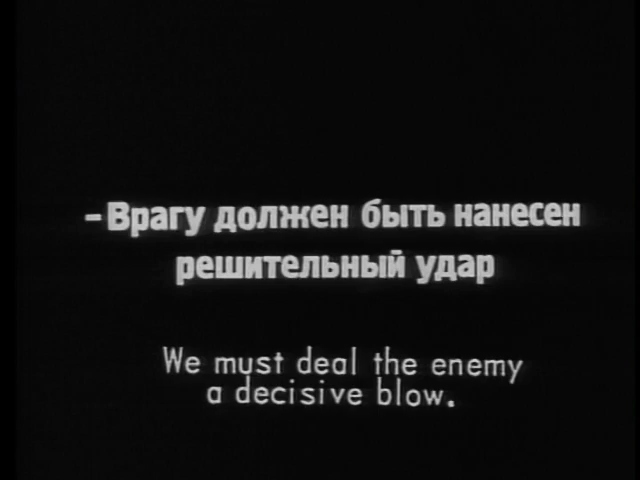 –Врагу должен быть нанесен
решительный удар
We must deal the enemy
a decisive blow.